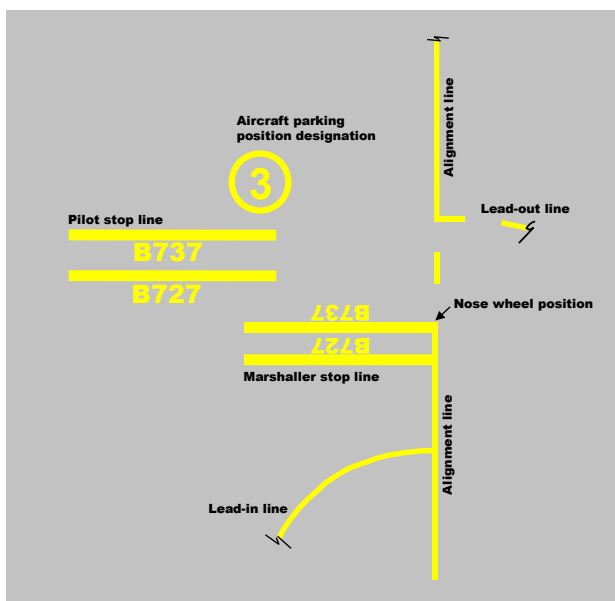 Alignment line
Aircraft parking
position designation
3
Lead-out line
Pilot stop line
B737
B727
Nose wheel position
B737
B727
Marshaller stop line
Alignment line
Lead-in line